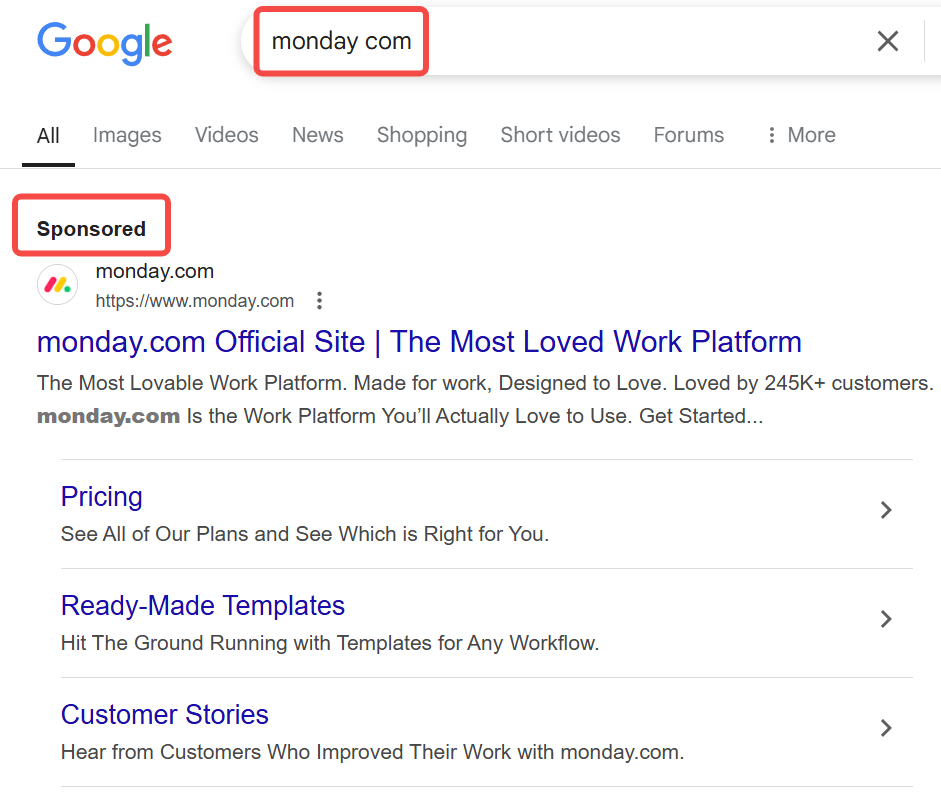 Google
monday com
All Images Videos News Shopping Short videos Forums More
Sponsored
monday.com
https://www.monday.com
monday.com Official Site | The Most Loved Work Platform
The Most Lovable Work Platform. Made for work, Designed to Love. Loved by 245K+ customers.
monday.com Is the Work Platform You’ll Actually Love to Use. Get Started...
Pricing
See All of Our Plans and See Which is Right for You.
Ready-Made Templates
Hit The Ground Running with Templates for Any Workflow.
Customer Stories
Hear from Customers Who Improved Their Work with monday.com.